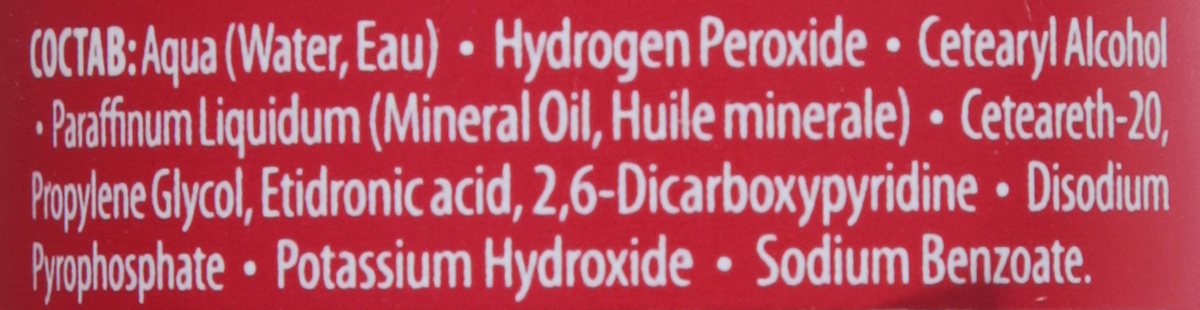 СОСТАВ: Aqua (Water, Eau) • Hydrogen Peroxide • Cetearyl Alcohol
• Paraffinum Liquidum (Mineral Oil, Huile minerale) • Ceteareth-20,
Propylene Glycol, Etidronic acid, 2,6-Dicarboxypyridine • Disodium
Pyrophosphate • Potassium Hydroxide • Sodium Benzoate.